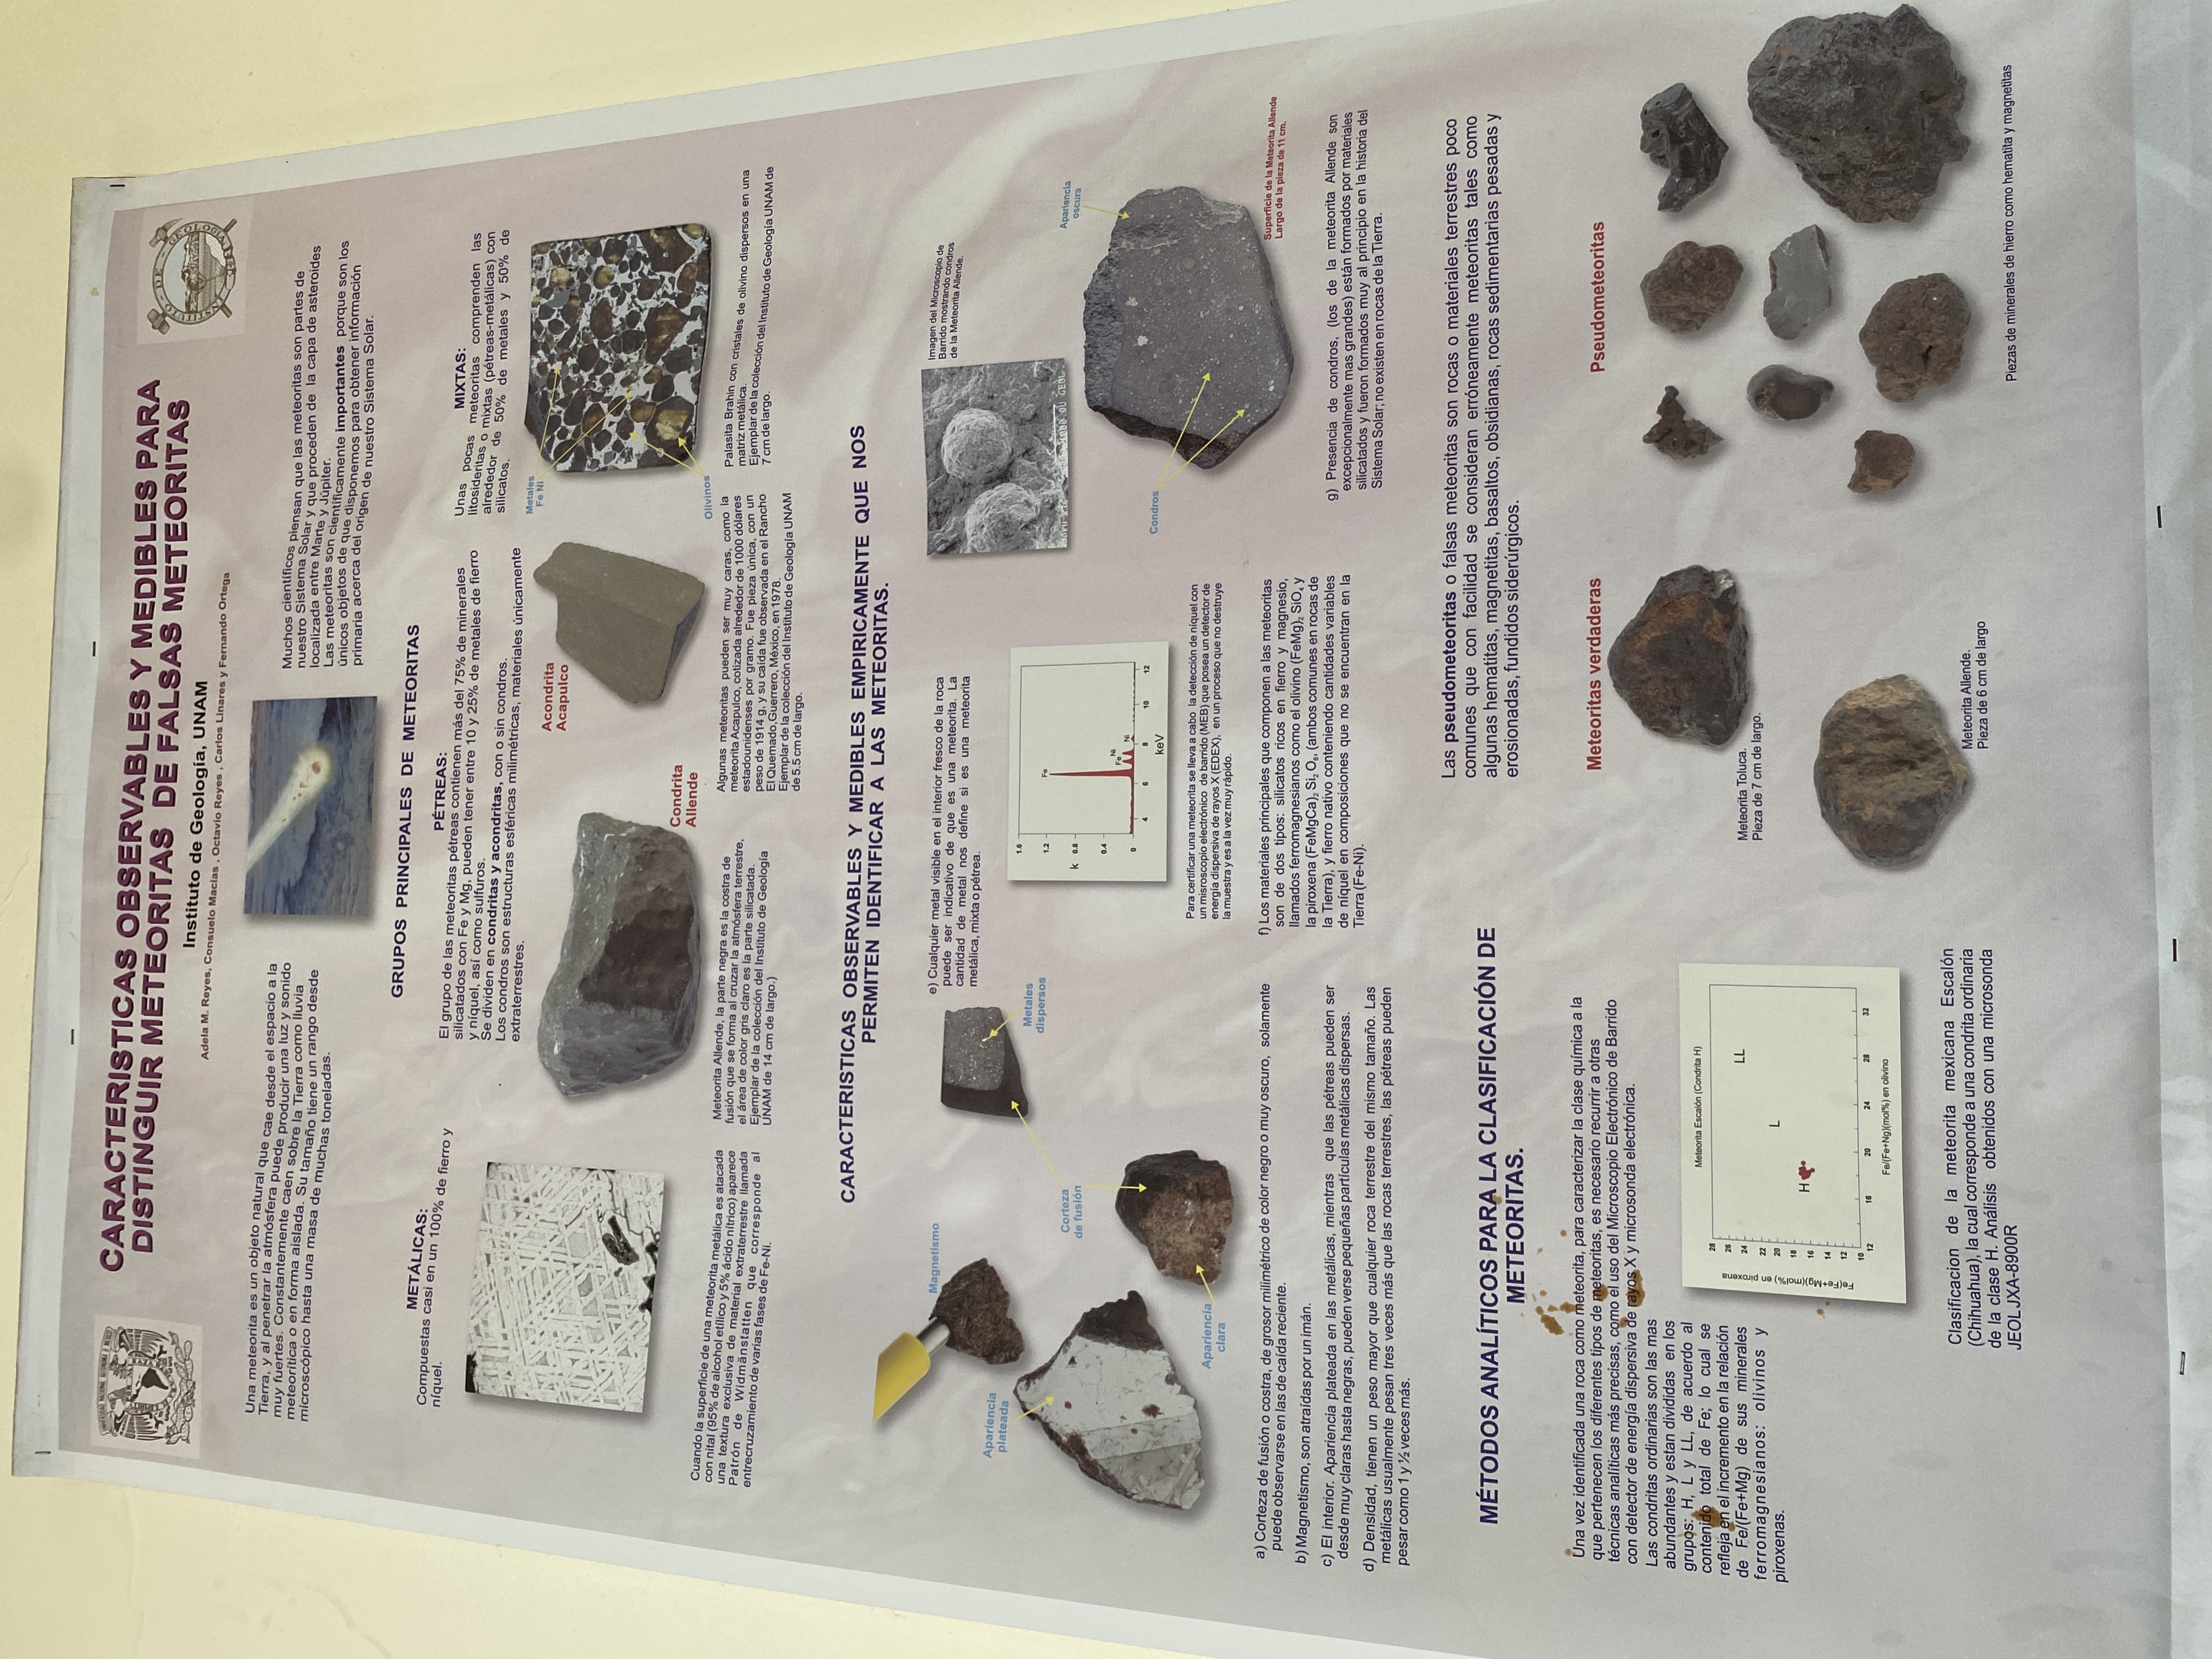 UNIVERSIDAD NACIONAL AUTONOMA D MEXICO
CARACTERISTICAS OBSERVABLES Y MEDIBLES PARA
DISTINGUIR METEORITAS DE FALSAS METEORITAS
Instituto de Geología, UNAM
Adela M. Reyes, Consuelo Macías , Octavio Reyes , Carlos Linares y Fernando Ortega
INSTITUTO DE GEOLOGIA
Una meteorita es un objeto natural que cae desde el espacio a la
Tierra, y al penetrar la atmósfera puede producir una luz y sonido
muy fuertes. Constantemente caen sobre la Tierra como lluvia
meteorítica o en forma aislada. Su tamaño tiene un rango desde
microscópico hasta una masa de muchas toneladas.
Muchos científicos piensan que las meteoritas son partes de
nuestro Sistema Solar y que proceden de la capa de asteroides
localizada entre Marte y Júpiter.
Las meteoritas son científicamente importantes porque son los
únicos objetos de que disponemos para obtener información
primaria acerca del origen de nuestro Sistema Solar.
GRUPOS PRINCIPALES DE METEORITAS
METÁLICAS:
Compuestas casi en un 100% de fierro y
níquel.
PÉTREAS:
El grupo de las meteoritas pétreas contienen más del 75% de minerales
silicatados con Fe y Mg, pueden tener entre 10 y 25% de metales de fierro
y níquel, así como sulfuros.
Se dividen en condritas y acondritas, con o sin condros.
Los condros son estructuras esféricas milimétricas, materiales únicamente
extraterrestres.
MIXTAS:
Unas pocas meteoritas comprenden las
litosideritas o mixtas (pétreas-metálicas) con
alrededor de 50% de metales y 50% de
silicatos.
Metales
Fe Ni
Acondrita
Acapulco
Condrita
Allende
Olivinos
Cuando la superficie de una meteorita metálica es atacada
con nital (95% de alcohol etílico y 5% ácido nítrico) aparece
una textura exclusiva de material extraterrestre llamada
Patrón de Widmänstatten que corresponde al
entrecruzamiento de varias fases de Fe-Ni.
Meteorita Allende, la parte negra es la costra de
fusión que se forma al cruzar la atmósfera terrestre,
el área de color gris claro es la parte silicatada.
Ejemplar de la colección del Instituto de Geología
UNAM de 14 cm de largo.)
Algunas meteoritas pueden ser muy caras, como la
meteorita Acapulco, cotizada alrededor de 1000 dólares
estadounidenses por gramo. Fue pieza única, con un
peso de 1914 g, y su caída fue observada en el Rancho
El Quemado,Guerrero, México, en 1978.
Ejemplar de la colección del Instituto de Geología UNAM
de 5.5 cm de largo.
Palasita Brahin con cristales de olivino dispersos en una
matriz metálica.
Ejemplar de la colección del Instituto de Geología UNAM de
7 cm de largo.
CARACTERISTICAS OBSERVABLES Y MEDIBLES EMPIRICAMENTE QUE NOS
PERMITEN IDENTIFICAR A LAS METEORITAS.
Magnetismo
Apariencia
plateada
Corteza
de fusión
Metales
dispersos
Apariencia
clara
e) Cualquier metal visible en el interior fresco de la roca
puede ser indicativo de que es una meteorita. La
cantidad de metal nos define si es una meteorita
metálica, mixta o pétrea.
1.6
1.2
k 0.8
0.4
0
Fe
Fe
Ni
Ni
4 6 8 10 12
keV
Para certificar una meteorita se lleva a cabo la detección de níquel con
un misroscopio electrónico de barrido (MEB) que posea un detector de
energía dispersiva de rayos X (EDEX), en un proceso que no destruye
la muestra y es a la vez muy rápido.
Imagen del Microscopio de
Barrido mostrando condros
de la Meteorita Allende.
GEOL
Apariencia
oscura
Condros
Superficie de la Meteorita Allende
Largo de la pieza de 11 cm.
a) Corteza de fusión o costra, de grosor milimétrico de color negro o muy oscuro, solamente
puede observarse en las de caída reciente.
b) Magnetismo, son atraídas por un imán.
c) El interior. Apariencia plateada en las metálicas, mientras que las pétreas pueden ser
desde muy claras hasta negras, pueden verse pequeñas partículas metálicas dispersas.
d) Densidad, tienen un peso mayor que cualquier roca terrestre del mismo tamaño. Las
metálicas usualmente pesan tres veces más que las rocas terrestres, las pétreas pueden
pesar como 1 y ½ veces más.
f) Los materiales principales que componen a las meteoritas
son de dos tipos: silicatos ricos en fierro y magnesio,
llamados ferromagnesianos como el olivino (FeMg)₂ SiO₄ y
la piroxena (FeMgCa)₂ Si₂ O₆, (ambos comunes en rocas de
la Tierra), y fierro nativo conteniendo cantidades variables
de níquel en composiciones que no se encuentran en la
Tierra (Fe-Ni).
g) Presencia de condros, (los de la meteorita Allende son
excepcionalmente mas grandes) están formados por materiales
silicatados y fueron formados muy al principio en la historia del
Sistema Solar; no existen en rocas de la Tierra.
MÉTODOS ANALÍTICOS PARA LA CLASIFICACIÓN DE
METEORITAS.
Una vez identificada una roca como meteorita, para caracterizar la clase química a la
que pertenecen los diferentes tipos de meteoritas, es necesario recurrir a otras
técnicas analíticas más precisas, como el uso del Microscopio Electrónico de Barrido
con detector de energía dispersiva de rayos X y microsonda electrónica.
Las condritas ordinarias son las mas
abundantes y estan divididas en los
grupos: H, L y LL, de acuerdo al
contenido total de Fe; lo cual se
refleja en el incremento en la relación
de Fe/(Fe+Mg) de sus minerales
ferromagnesianos: olivinos y
piroxenas.
Meteorita Escalón (Condrita H)
Fe(Fe+Mg)(mol%) en piroxena
28
26
24
22
20
18
16
14
12
10
LL
L
H
12 16 20 24 28 32
Fe/(Fe+Ng)(mol%) en olivino
Clasificacion de la meteorita mexicana Escalón
(Chihuahua), la cual corresponde a una condrita ordinaria
de la clase H. Análisis obtenidos con una microsonda
JEOL JXA-8900R
Las pseudometeoritas o falsas meteoritas son rocas o materiales terrestres poco
comunes que con facilidad se consideran erróneamente meteoritas tales como
algunas hematitas, magnetitas, basaltos, obsidianas, rocas sedimentarias pesadas y
erosionadas, fundidos siderúrgicos.
Meteoritas verdaderas
Pseudometeoritas
Meteorita Toluca.
Pieza de 7 cm de largo.
Meteorita Allende.
Pieza de 6 cm de largo
Piezas de minerales de hierro como hematita y magnetitas